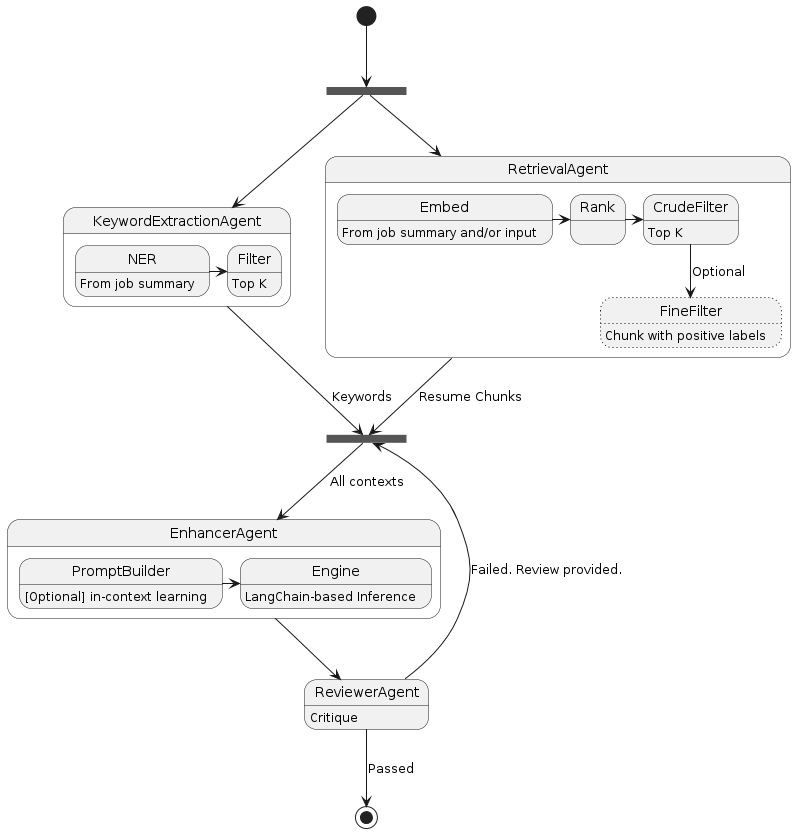 RetrievalAgent
Embed
From job summary and/or input
Rank
CrudeFilter
Top K
Optional
FineFilter
Chunk with positive labels
KeywordExtractionAgent
NER
From job summary
Filter
Top K
Keywords
Resume Chunks
All contexts
EnhancerAgent
PromptBuilder
[Optional] in-context learning
Engine
LangChain-based Inference
Failed. Review provided.
ReviewerAgent
Critique
Passed